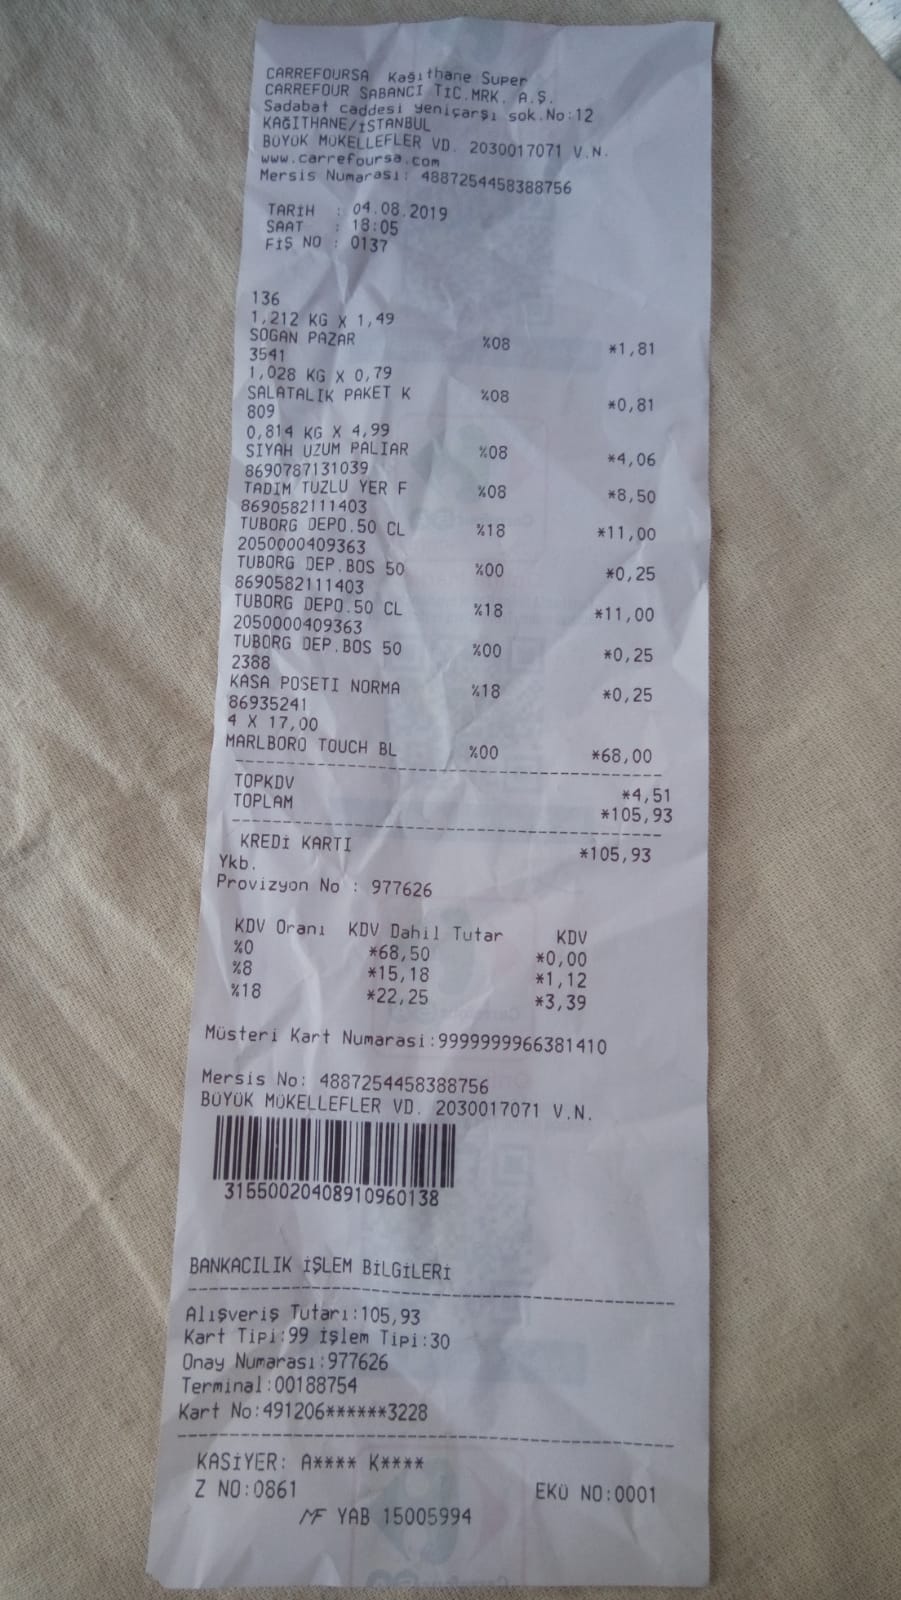 CARREFOURSA Kağıthane Süper
CARREFOUR SABANCI TİC.MRK. A.Ş.
Sadabat caddesi yeniçarşı sok.No:12
KAĞITHANE/İSTANBUL
BÜYÜK MÜKELLEFLER VD. 2030017071 V.N.
www.carrefoursa.com
Mersis Numarası: 4887254458388756
TARİH : 04.08.2019
SAAT : 18:05
FİŞ NO : 0137
136
1,212 KG X 1,49
SOGAN PAZAR %08 *1,81
3541
1,028 KG X 0,79
SALATALIK PAKET K %08 *0,81
809
0,814 KG X 4,99
SIYAH UZUM PALIAR %08 *4,06
8690787131039
TADIM TUZLU YER F %08 *8,50
8690582111403
TUBORG DEPO.50 CL %18 *11,00
2050000409363
TUBORG DEP.BOS 50 %00 *0,25
8690582111403
TUBORG DEPO.50 CL %18 *11,00
2050000409363
TUBORG DEP.BOS 50 %00 *0,25
2388
KASA POSETI NORMA %18 *0,25
86935241
4 X 17,00
MARLBORO TOUCH BL %00 *68,00
TOPKDV *4,51
TOPLAM *105,93
KREDİ KARTI *105,93
Ykb.
Provizyon No : 977626
KDV Oranı KDV Dahil Tutar KDV
%0 *68,50 *0,00
%8 *15,18 *1,12
%18 *22,25 *3,39
Müsteri Kart Numarasi:9999999966381410
Mersis No: 4887254458388756
BÜYÜK MÜKELLEFLER VD. 2030017071 V.N.
31550020408910960138
BANKACILIK İŞLEM BİLGİLERİ
Alışveriş Tutarı:105,93
Kart Tipi:99 İşlem Tipi:30
Onay Numarası:977626
Terminal:00188754
Kart No:491206******3228
KASİYER: A**** K****
Z NO:0861 EKÜ NO:0001
MF YAB 15005994